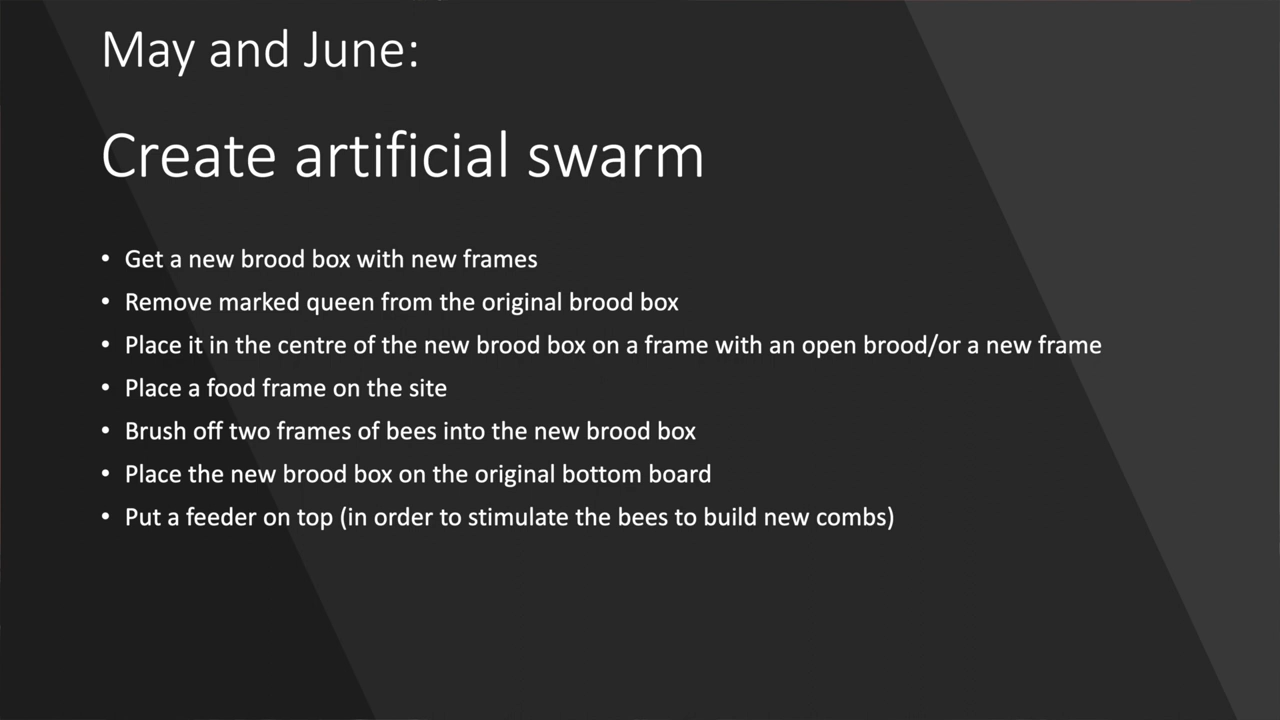 May and June:
Create artificial swarm
• Get a new brood box with new frames
• Remove marked queen from the original brood box
• Place it in the centre of the new brood box on a frame with an open brood/or a new frame
• Place a food frame on the site
• Brush off two frames of bees into the new brood box
• Place the new brood box on the original bottom board
• Put a feeder on top (in order to stimulate the bees to build new combs)